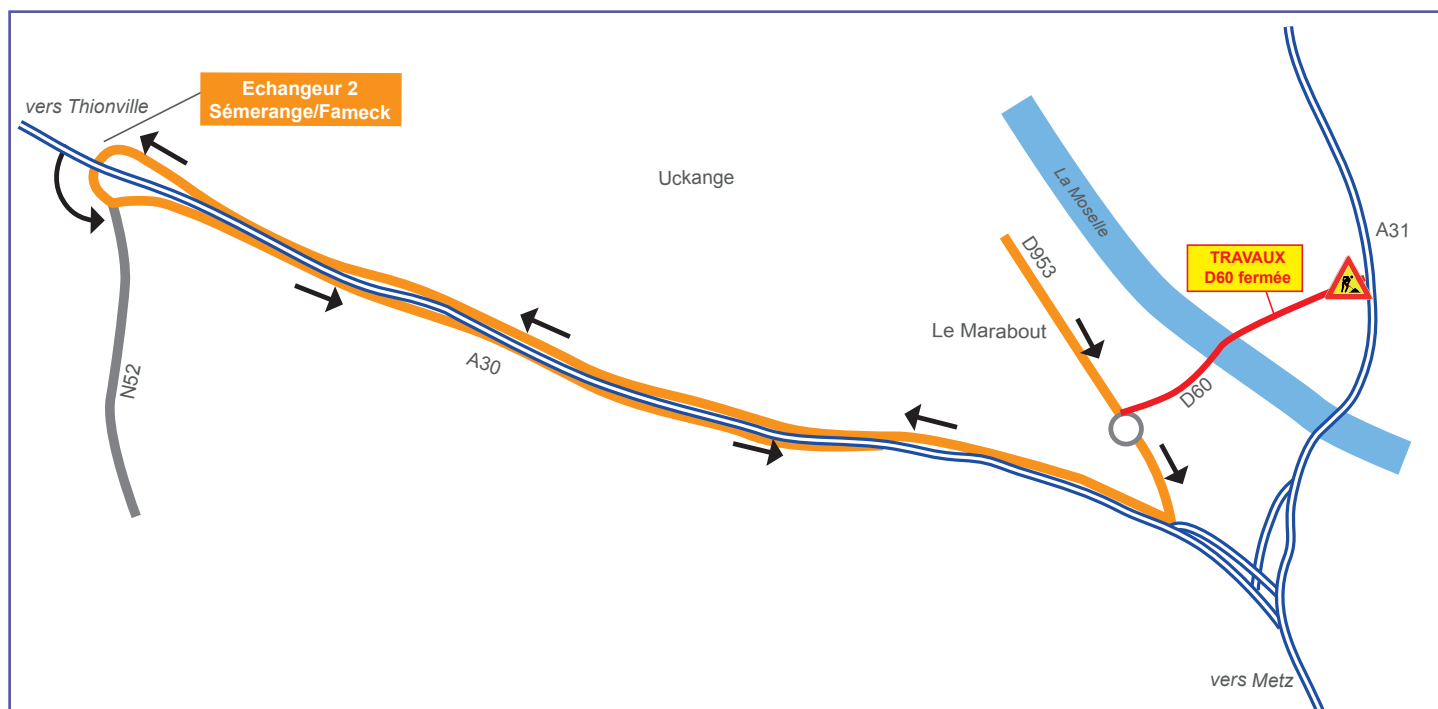 Echangeur 2
Sémerange/Fameck
vers Thionville
Uckange
La Moselle
A31
D953
TRAVAUX
D60 fermée
Le Marabout
A30
N52
D60
vers Metz